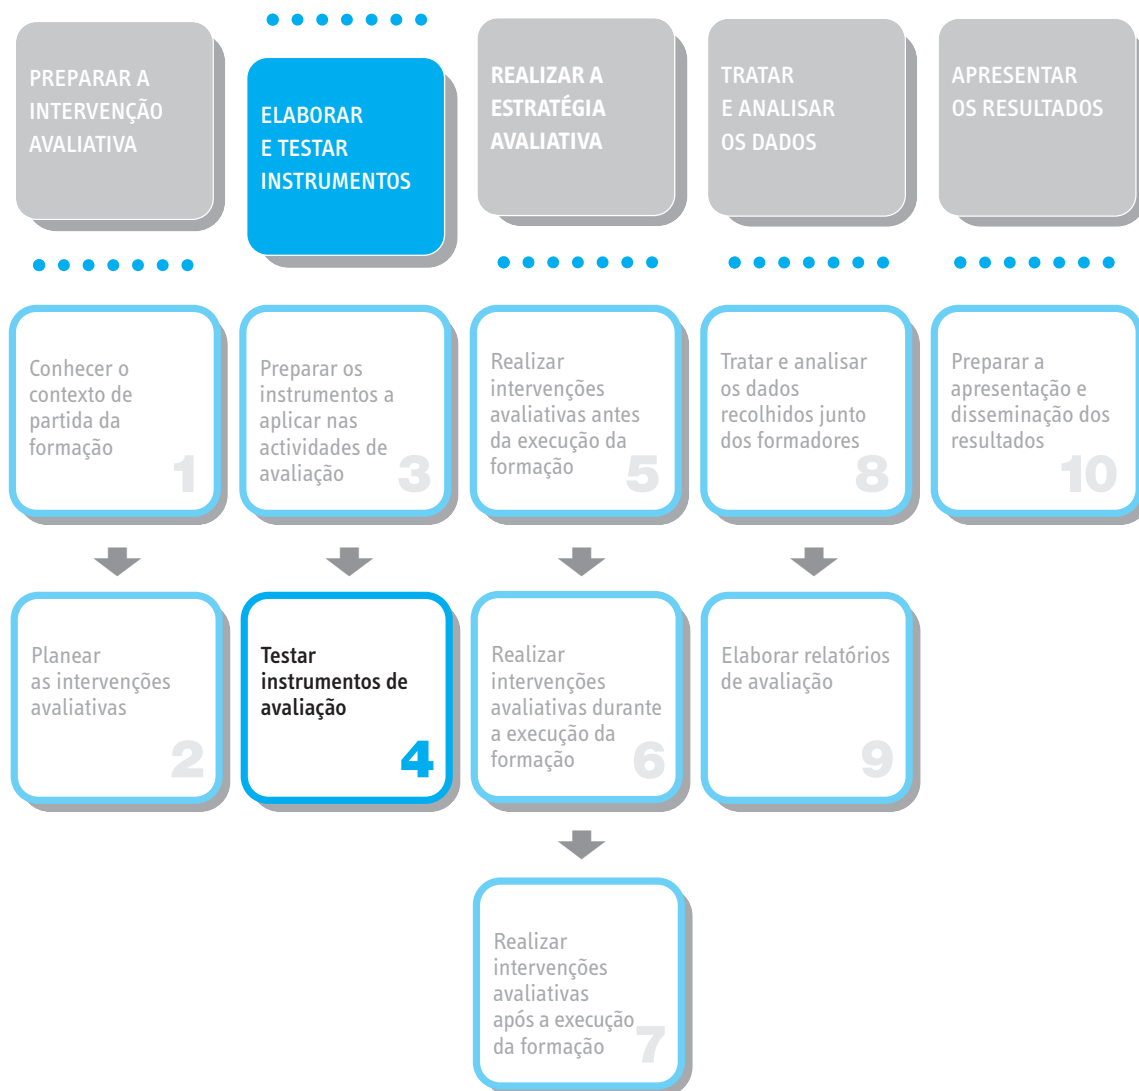 PREPARAR A
INTERVENÇÃO
AVALIATIVA
ELABORAR
E TESTAR
INSTRUMENTOS
REALIZAR A
ESTRATÉGIA
AVALIATIVA
TRATAR
E ANALISAR
OS DADOS
APRESENTAR
OS RESULTADOS
Conhecer o
contexto de
partida da
formação
1
Preparar os
instrumentos a
aplicar nas
actividades de
avaliação
3
Realizar
intervenções
avaliativas antes
da execução da
formação
5
Tratar e analisar
os dados
recolhidos junto
dos formadores
8
Preparar a
apresentação e
disseminação dos
resultados
10
Planear
as intervenções
avaliativas
2
Testar
instrumentos de
avaliação
4
Realizar
intervenções
avaliativas durante
a execução da
formação
6
Elaborar relatórios
de avaliação
9
Realizar
intervenções
avaliativas
após a execução
da formação
7